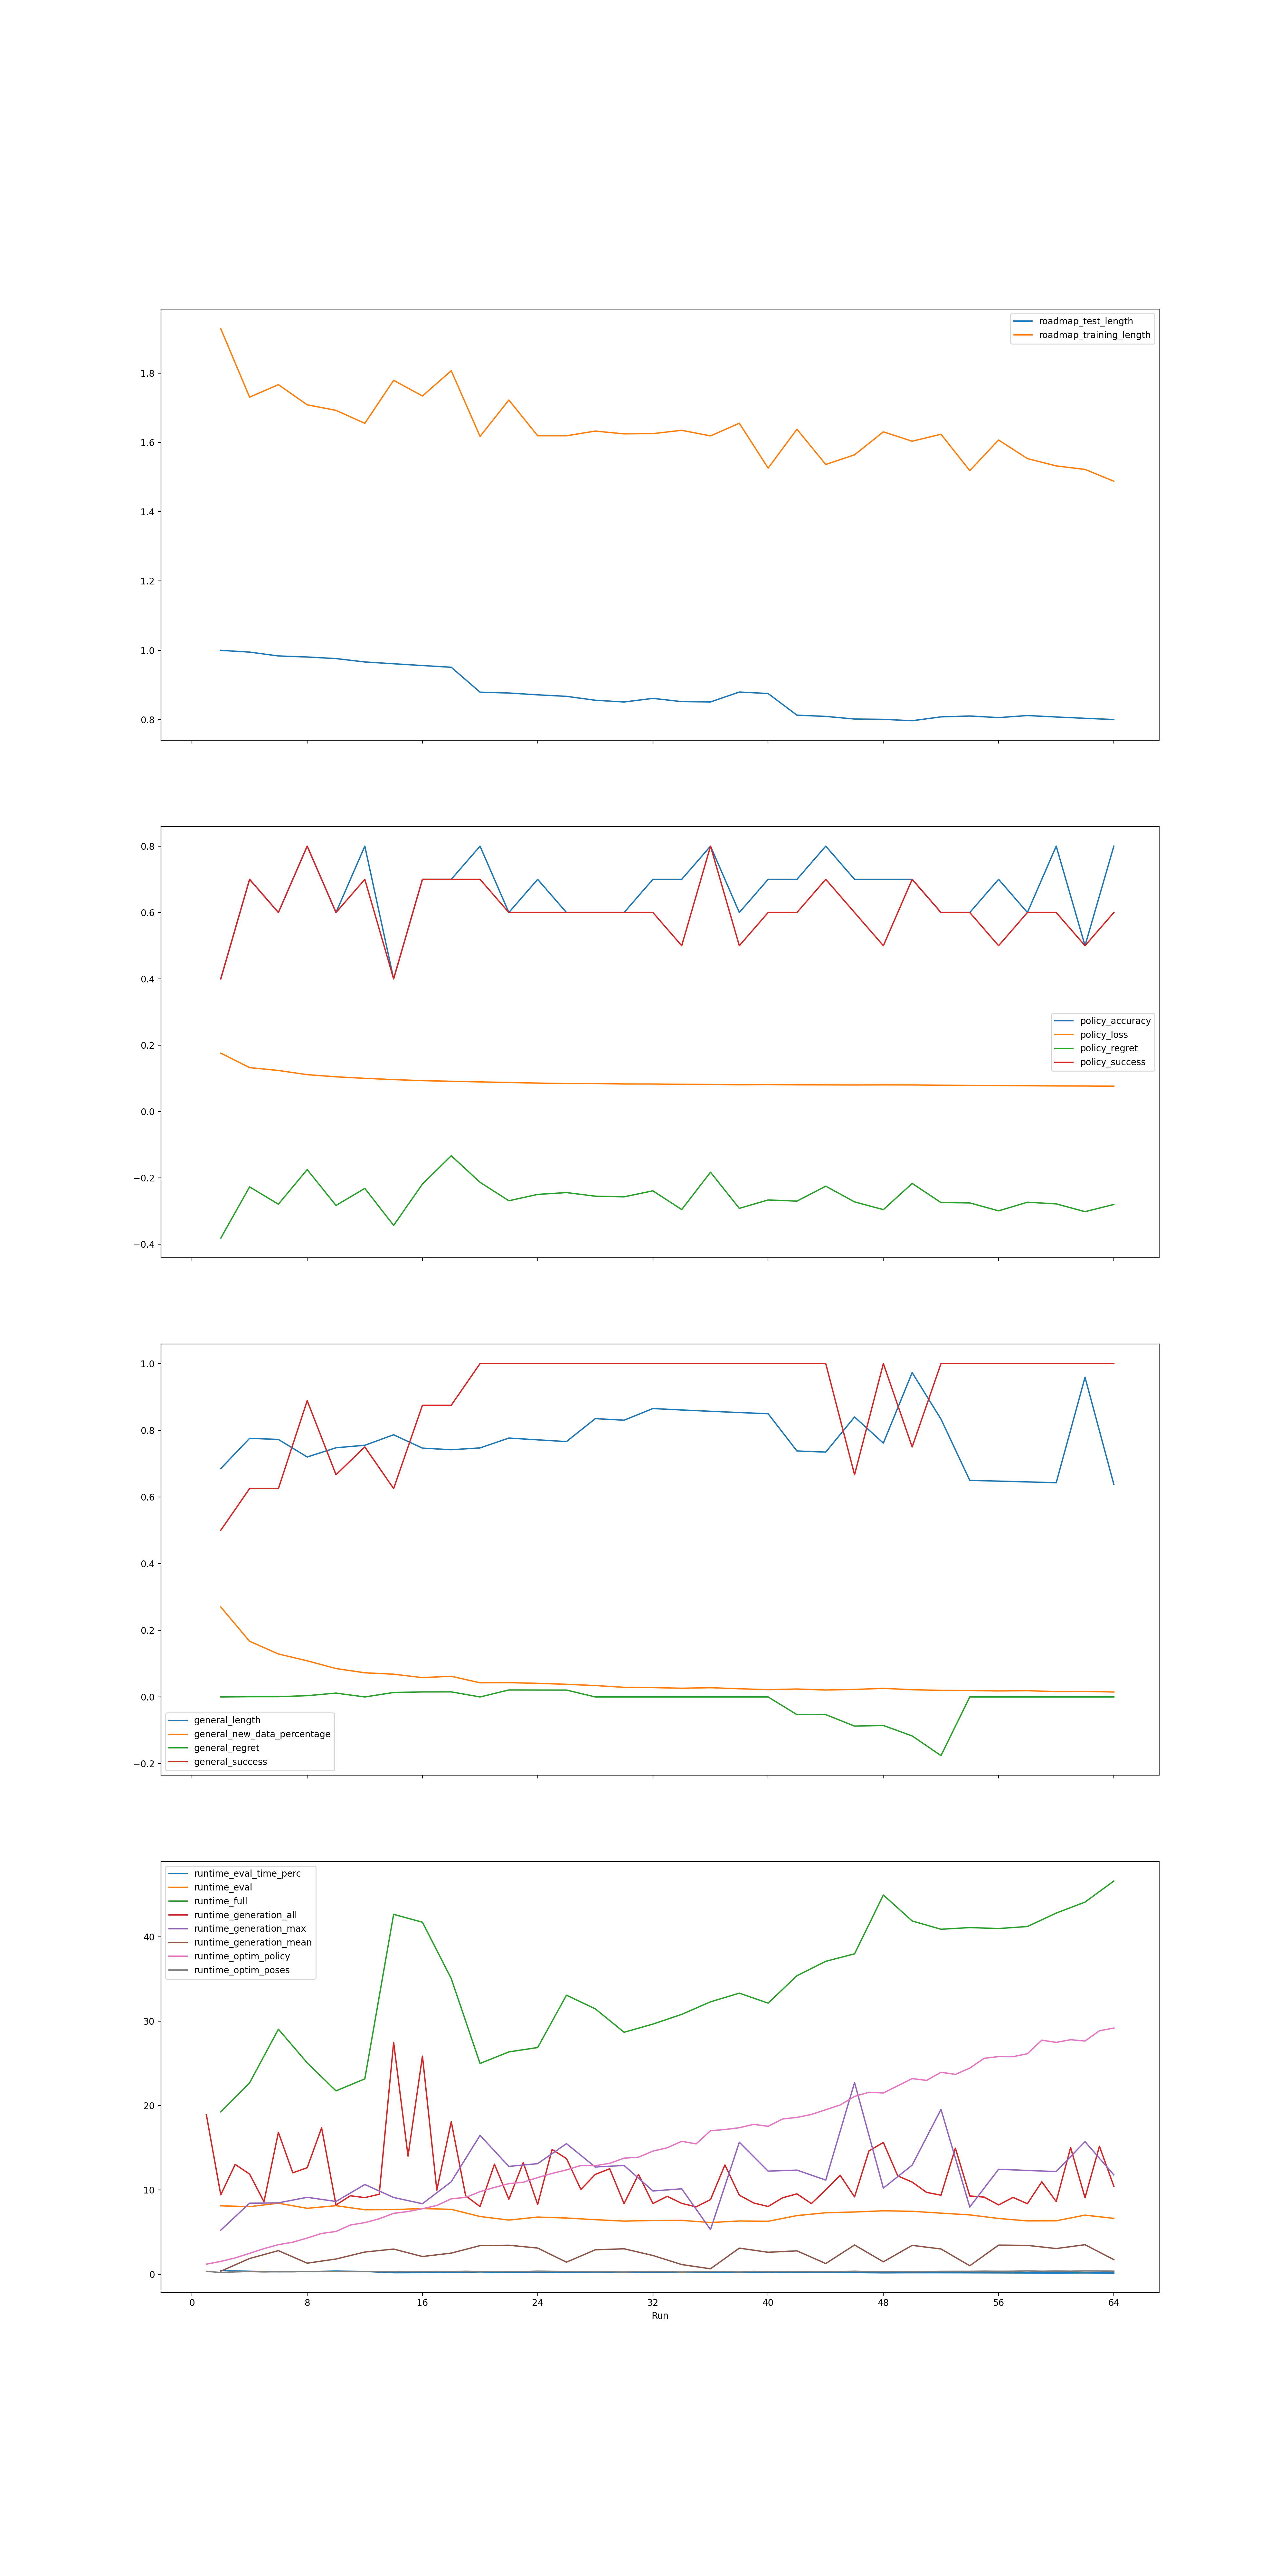 roadmap_test_length
roadmap_training_length
1.8
1.6
1.4
1.2
1.0
0.8
0.8
0.6
0.4
policy_accuracy
policy_loss
policy_regret
policy_success
0.2
0.0
−0.2
−0.4
1.0
0.8
0.6
0.4
0.2
0.0
general_length
general_new_data_percentage
general_regret
general_success
−0.2
runtime_eval_time_perc
runtime_eval
runtime_full
runtime_generation_all
runtime_generation_max
runtime_generation_mean
runtime_optim_policy
runtime_optim_poses
40
30
20
10
0
0 8 16 24 32 40 48 56 64
Run